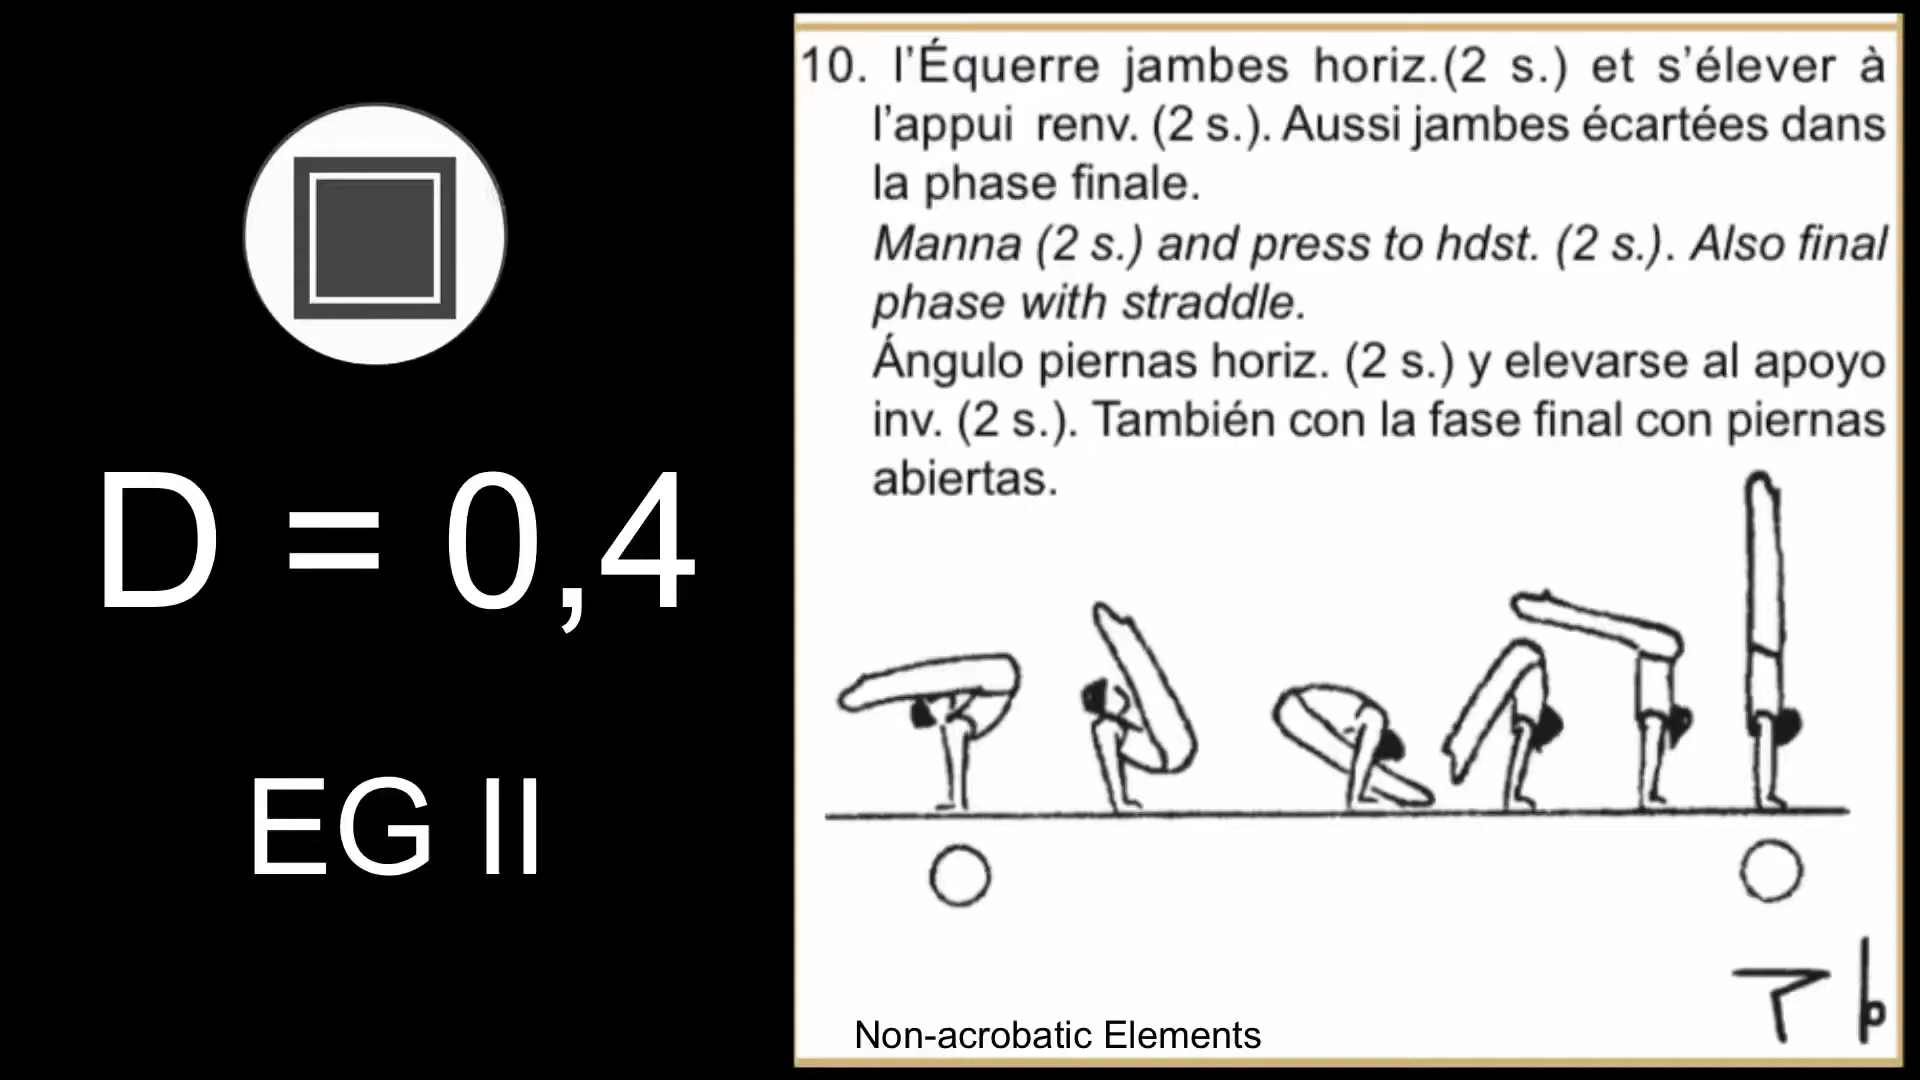 D = 0,4
EG II
10. l’Équerre jambes horiz.(2 s.) et s’élever à
l’appui renv. (2 s.). Aussi jambes écartées dans
la phase finale.
Manna (2 s.) and press to hdst. (2 s.). Also final
phase with straddle.
Ángulo piernas horiz. (2 s.) y elevarse al apoyo
inv. (2 s.). También con la fase final con piernas
abiertas.
Non-acrobatic Elements